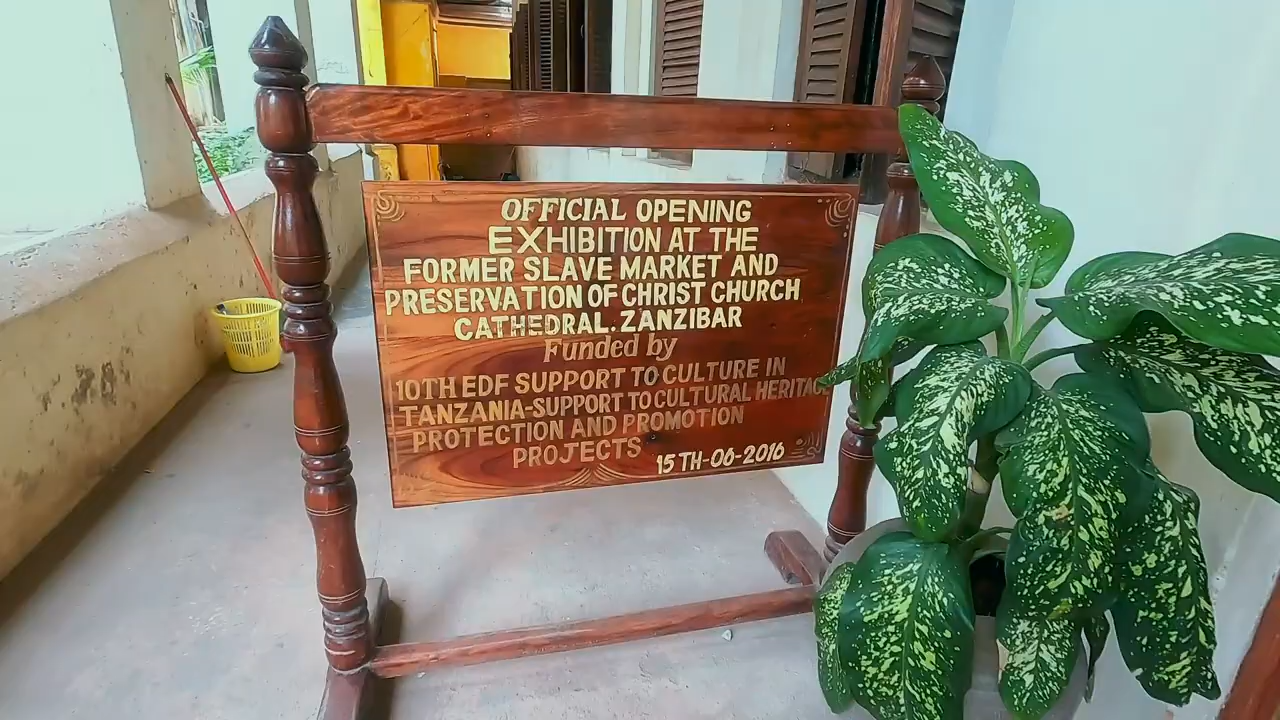 OFFICIAL OPENING
EXHIBITION AT THE
FORMER SLAVE MARKET AND
PRESERVATION OF CHRIST CHURCH
CATHEDRAL. ZANZIBAR
Funded by
10TH EDF SUPPORT TO CULTURE IN
TANZANIA-SUPPORT TO CULTURAL HERITAGE
PROTECTION AND PROMOTION
PROJECTS
15TH-06-2016